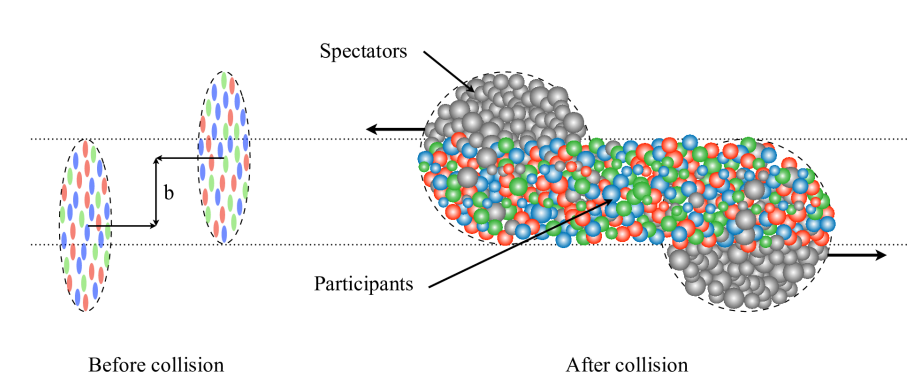 Spectators
b
Participants
Before collision
After collision